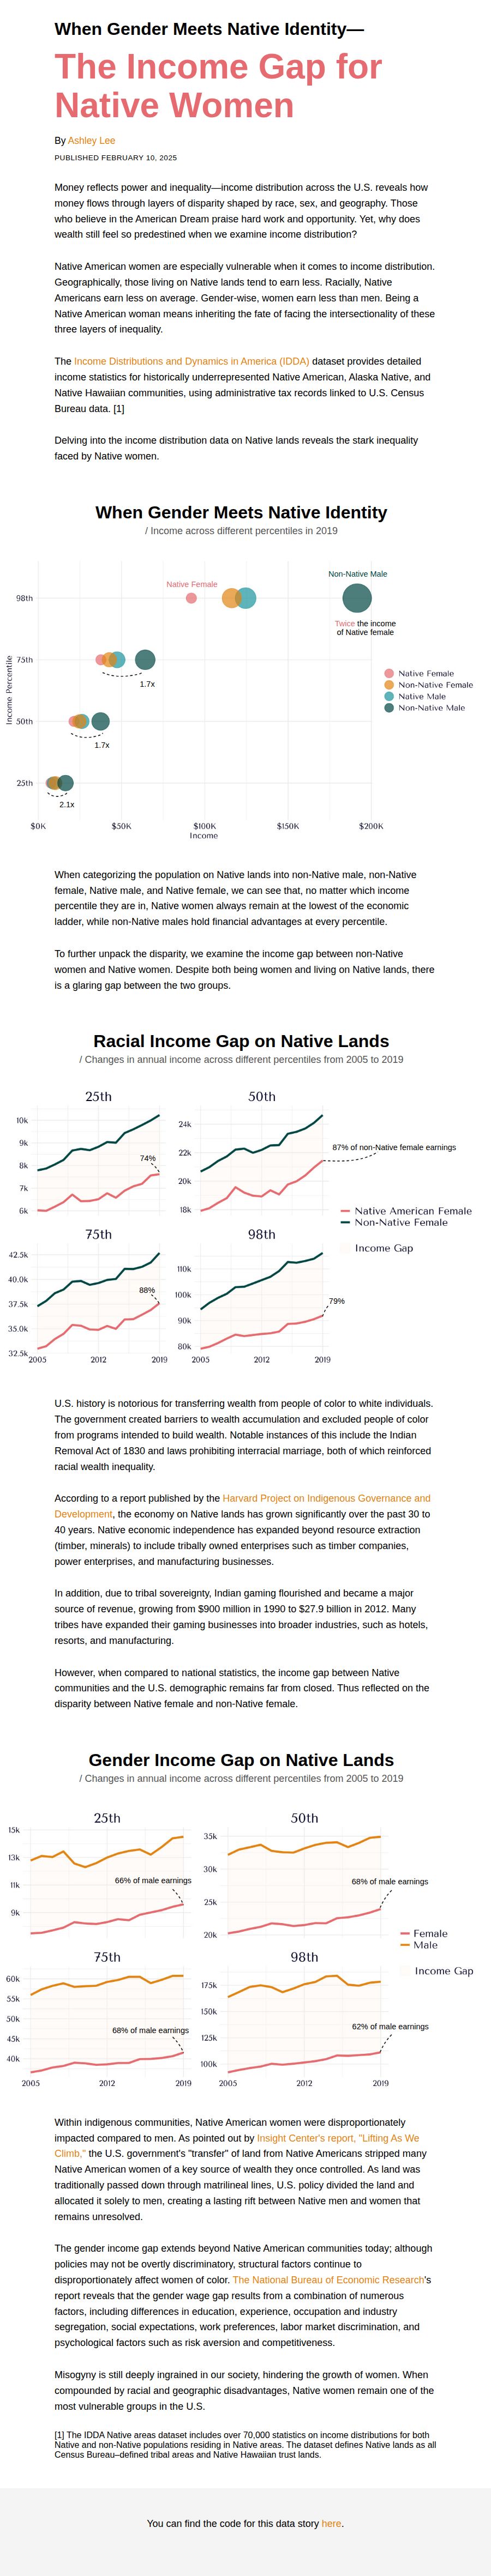 When Gender Meets Native Identity—
The Income Gap for
Native Women
By Ashley Lee
PUBLISHED FEBRUARY 10, 2025
Money reflects power and inequality—income distribution across the U.S. reveals how
money flows through layers of disparity shaped by race, sex, and geography. Those
who believe in the American Dream praise hard work and opportunity. Yet, why does
wealth still feel so predestined when we examine income distribution?
Native American women are especially vulnerable when it comes to income distribution.
Geographically, those living on Native lands tend to earn less. Racially, Native
Americans earn less on average. Gender-wise, women earn less than men. Being a
Native American woman means inheriting the fate of facing the intersectionality of these
three layers of inequality.
The Income Distributions and Dynamics in America (IDDA) dataset provides detailed
income statistics for historically underrepresented Native American, Alaska Native, and
Native Hawaiian communities, using administrative tax records linked to U.S. Census
Bureau data. [1]
Delving into the income distribution data on Native lands reveals the stark inequality
faced by Native women.
When Gender Meets Native Identity
/ Income across different percentiles in 2019
Non-Native Male
Native Female
98th
Twice the income
of Native female
75th
1.7x
50th
1.7x
25th
2.1x
Income Percentile
$0K $50K $100K $150K $200K
Income
Native Female
Non-Native Female
Native Male
Non-Native Male
When categorizing the population on Native lands into non-Native male, non-Native
female, Native male, and Native female, we can see that, no matter which income
percentile they are in, Native women always remain at the lowest of the economic
ladder, while non-Native males hold financial advantages at every percentile.
To further unpack the disparity, we examine the income gap between non-Native
women and Native women. Despite both being women and living on Native lands, there
is a glaring gap between the two groups.
Racial Income Gap on Native Lands
/ Changes in annual income across different percentiles from 2005 to 2019
25th
10k
9k
8k
7k
6k
74%
50th
24k
22k
20k
18k
87% of non-Native female earnings
75th
42.5k
40.0k
37.5k
35.0k
32.5k
88%
2005 2012 2019
98th
110k
100k
90k
80k
79%
2005 2012 2019
Native American Female
Non-Native Female
Income Gap
U.S. history is notorious for transferring wealth from people of color to white individuals.
The government created barriers to wealth accumulation and excluded people of color
from programs intended to build wealth. Notable instances of this include the Indian
Removal Act of 1830 and laws prohibiting interracial marriage, both of which reinforced
racial wealth inequality.
According to a report published by the Harvard Project on Indigenous Governance and
Development, the economy on Native lands has grown significantly over the past 30 to
40 years. Native economic independence has expanded beyond resource extraction
(timber, minerals) to include tribally owned enterprises such as timber companies,
power enterprises, and manufacturing businesses.
In addition, due to tribal sovereignty, Indian gaming flourished and became a major
source of revenue, growing from $900 million in 1990 to $27.9 billion in 2012. Many
tribes have expanded their gaming businesses into broader industries, such as hotels,
resorts, and manufacturing.
However, when compared to national statistics, the income gap between Native
communities and the U.S. demographic remains far from closed. Thus reflected on the
disparity between Native female and non-Native female.
Gender Income Gap on Native Lands
/ Changes in annual income across different percentiles from 2005 to 2019
25th
15k
13k
11k
9k
66% of male earnings
50th
35k
30k
25k
20k
68% of male earnings
75th
60k
55k
50k
45k
40k
68% of male earnings
2005 2012 2019
98th
175k
150k
125k
100k
62% of male earnings
2005 2012 2019
Female
Male
Income Gap
Within indigenous communities, Native American women were disproportionately
impacted compared to men. As pointed out by Insight Center's report, "Lifting As We
Climb," the U.S. government's "transfer" of land from Native Americans stripped many
Native American women of a key source of wealth they once controlled. As land was
traditionally passed down through matrilineal lines, U.S. policy divided the land and
allocated it solely to men, creating a lasting rift between Native men and women that
remains unresolved.
The gender income gap extends beyond Native American communities today; although
policies may not be overtly discriminatory, structural factors continue to
disproportionately affect women of color. The National Bureau of Economic Research's
report reveals that the gender wage gap results from a combination of numerous
factors, including differences in education, experience, occupation and industry
segregation, social expectations, work preferences, labor market discrimination, and
psychological factors such as risk aversion and competitiveness.
Misogyny is still deeply ingrained in our society, hindering the growth of women. When
compounded by racial and geographic disadvantages, Native women remain one of the
most vulnerable groups in the U.S.
[1] The IDDA Native areas dataset includes over 70,000 statistics on income distributions for both
Native and non-Native populations residing in Native areas. The dataset defines Native lands as all
Census Bureau–defined tribal areas and Native Hawaiian trust lands.
You can find the code for this data story here.